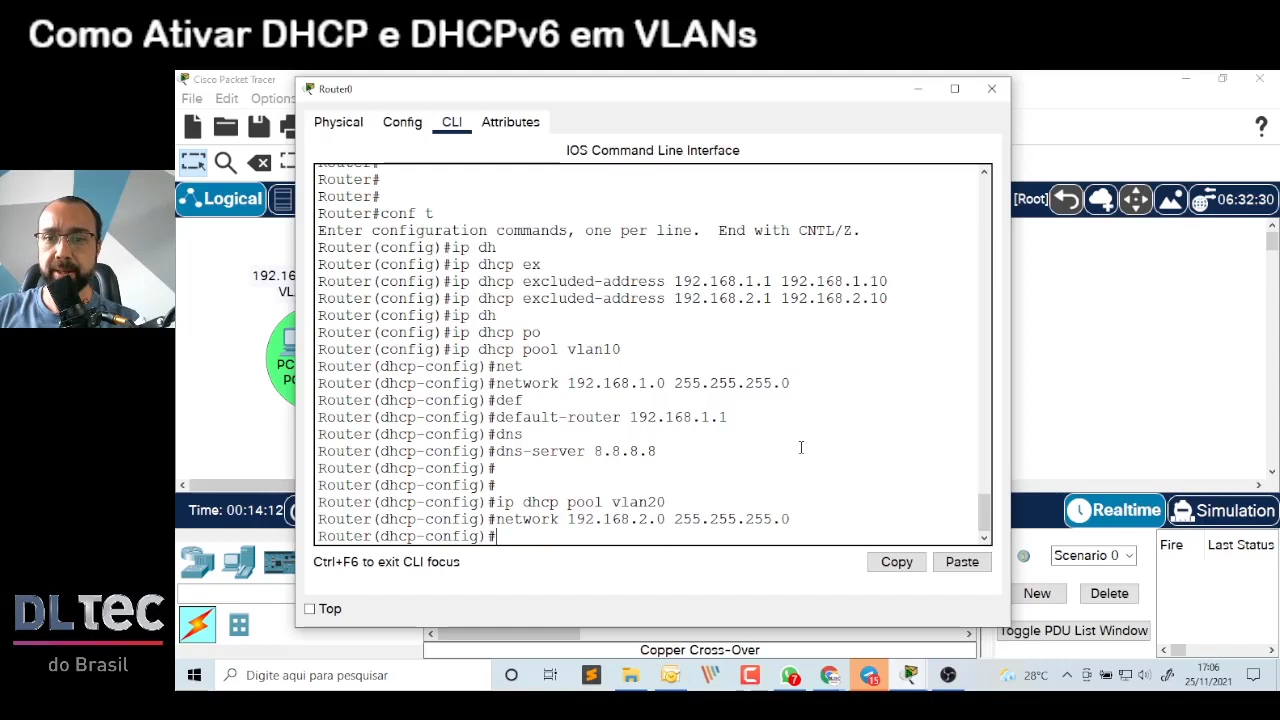 Como Ativar DHCP e DHCPv6 em VLANs
Cisco Packet Tracer
File Edit Options
Router0
Physical Config CLI Attributes
IOS Command Line Interface
Logical
[Root]
06:32:30
192.16
VL
PC
PC
Router#
Router#
Router#
Router#conf t
Enter configuration commands, one per line. End with CNTL/Z.
Router(config)#ip dh
Router(config)#ip dhcp ex
Router(config)#ip dhcp excluded-address 192.168.1.1 192.168.1.10
Router(config)#ip dhcp excluded-address 192.168.2.1 192.168.2.10
Router(config)#ip dh
Router(config)#ip dhcp po
Router(config)#ip dhcp pool vlan10
Router(dhcp-config)#net
Router(dhcp-config)#network 192.168.1.0 255.255.255.0
Router(dhcp-config)#def
Router(dhcp-config)#default-router 192.168.1.1
Router(dhcp-config)#dns
Router(dhcp-config)#dns-server 8.8.8.8
Router(dhcp-config)#
Router(dhcp-config)#
Router(dhcp-config)#ip dhcp pool vlan20
Router(dhcp-config)#network 192.168.2.0 255.255.255.0
Router(dhcp-config)#
Ctrl+F6 to exit CLI focus
Copy Paste
Top
Time: 00:14:12
Realtime Simulation
Scenario 0
Fire Last Status
New Delete
Toggle PDU List Window
Copper Cross-Over
DLTEC
do Brasil
Digite aqui para pesquisar
7
15
28°C
17:06
25/11/2021